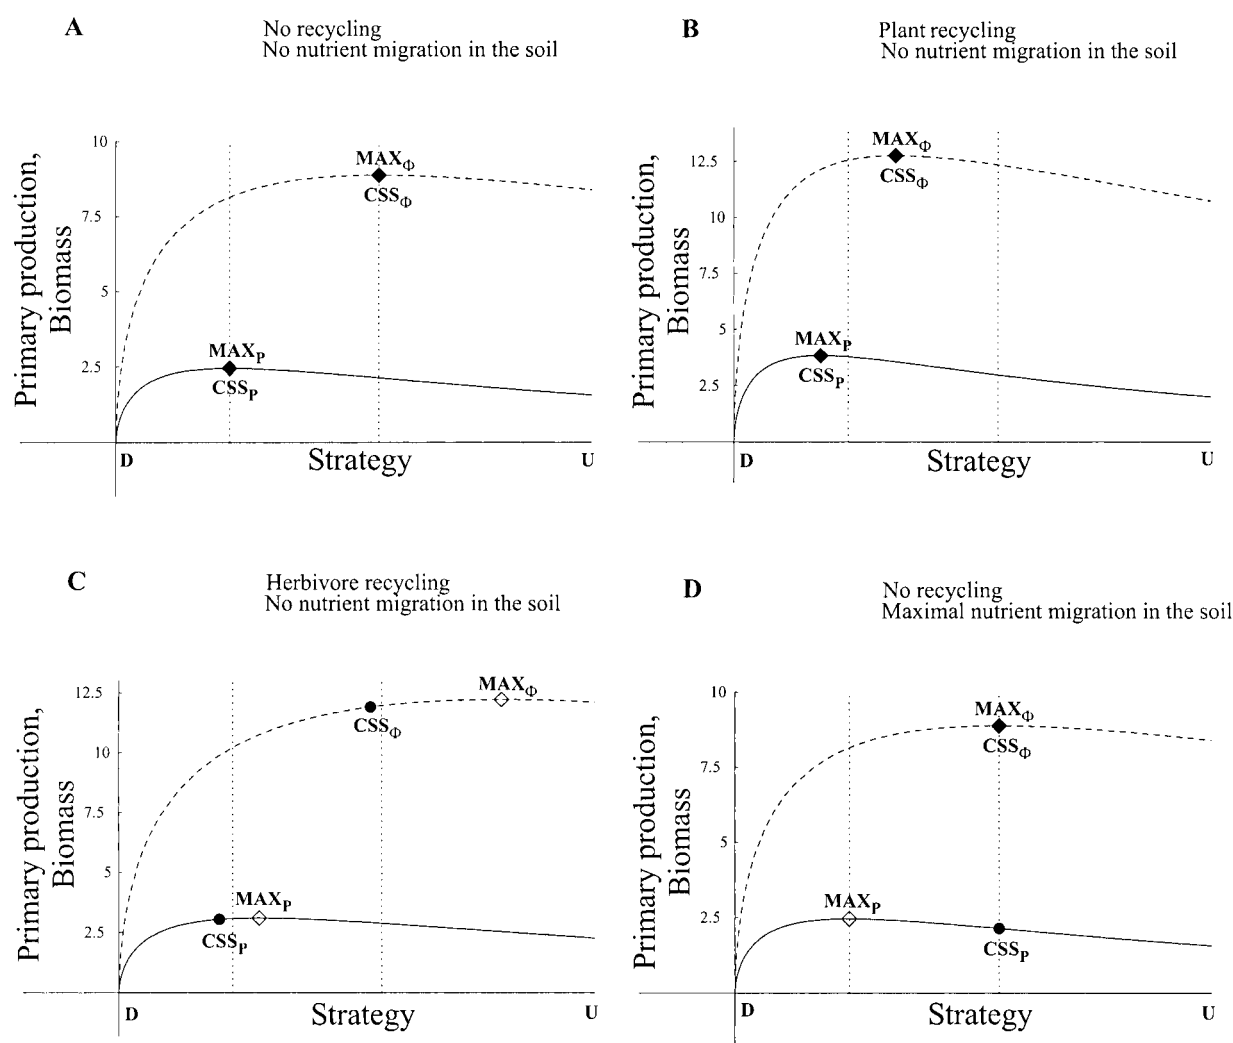 A
No recycling
No nutrient migration in the soil
Primary production,
Biomass
10
7.5
5
2.5
MAXΦ
CSSΦ
MAXP
CSSP
D
Strategy
U
B
Plant recycling
No nutrient migration in the soil
Primary production,
Biomass
12.5
10
7.5
5
2.5
MAXΦ
CSSΦ
MAXP
CSSP
D
Strategy
U
C
Herbivore recycling
No nutrient migration in the soil
Primary production,
Biomass
12.5
10
7.5
5
2.5
MAXΦ
CSSΦ
MAXP
CSSP
D
Strategy
U
D
No recycling
Maximal nutrient migration in the soil
Primary production,
Biomass
10
7.5
5
2.5
MAXΦ
CSSΦ
MAXP
CSSP
D
Strategy
U